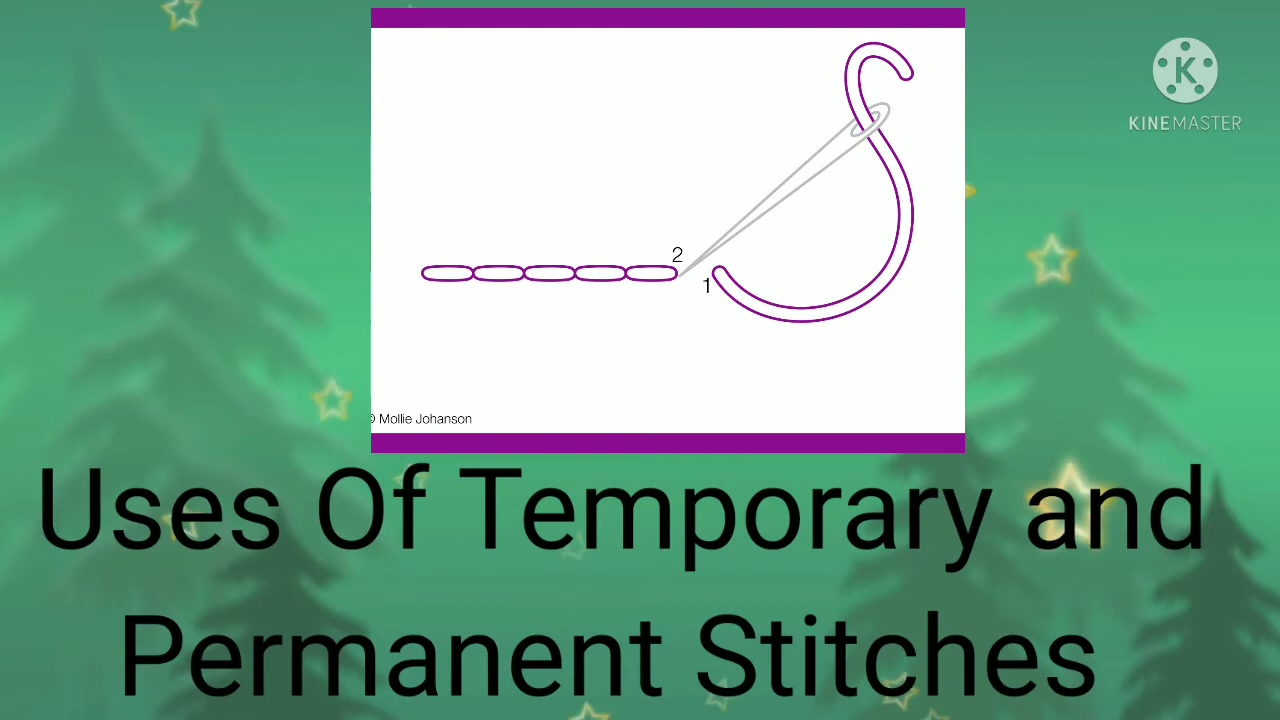 K
KINEMASTER
2
1
© Mollie Johanson
Uses Of Temporary and
Permanent Stitches